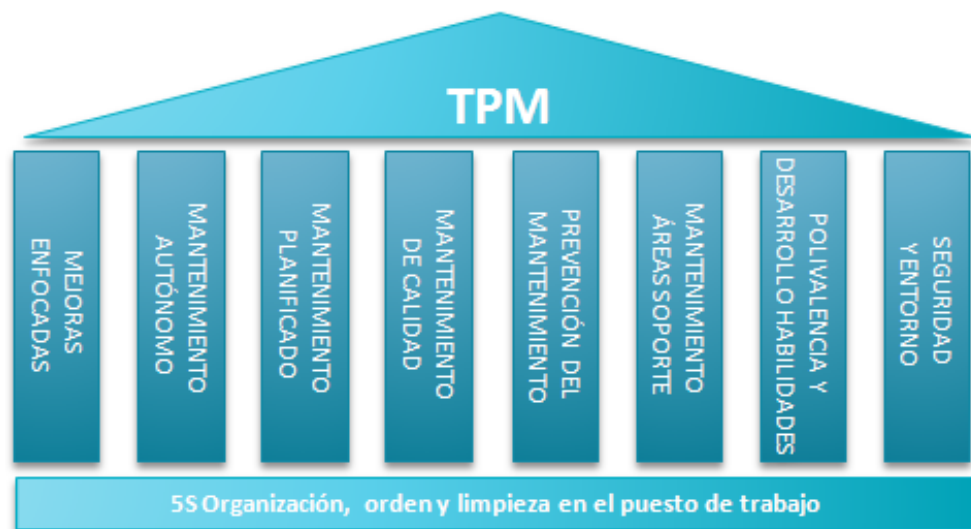 TPM
MEJORAS
ENFOCADAS
MANTENIMIENTO
AUTÓNOMO
MANTENIMIENTO
PLANIFICADO
MANTENIMIENTO
DE CALIDAD
PREVENCIÓN DEL
MANTENIMIENTO
MANTENIMIENTO
ÁREAS SOPORTE
POLIVALENCIA Y
DESARROLLO HABILIDADES
SEGURIDAD
Y ENTORNO
5S Organización, orden y limpieza en el puesto de trabajo